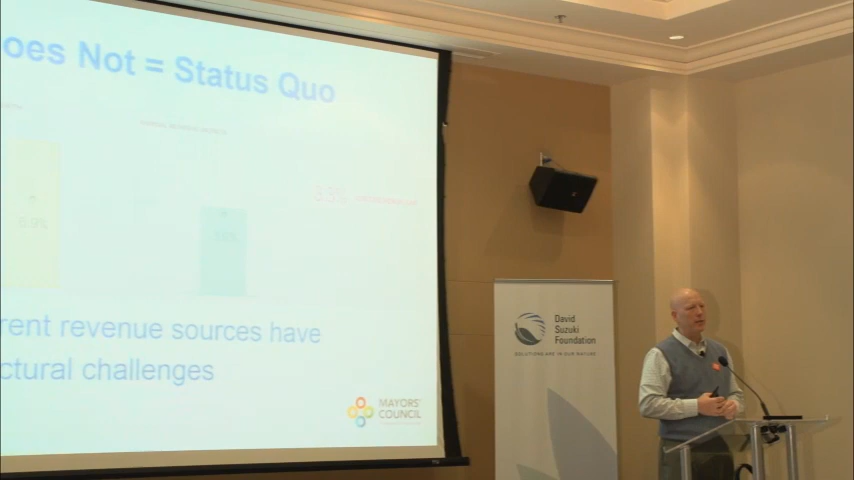 oes Not = Status Quo
rent revenue sources have
ctural challenges
MAYORS'
COUNCIL
David
Suzuki
Foundation
SOLUTIONS ARE IN OUR NATURE